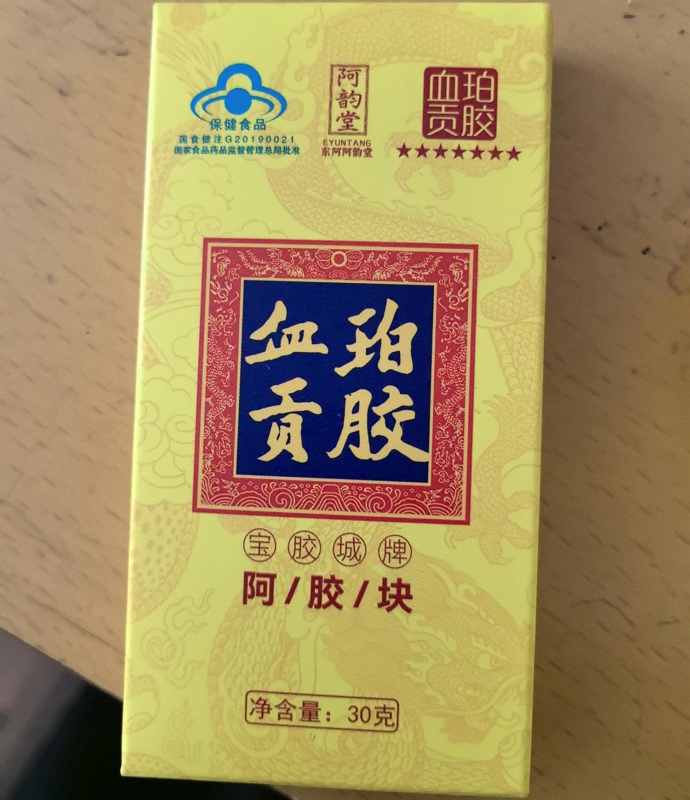 保健食品
国食健注G20190021
国家食品药品监督管理总局批准
阿韵堂
EYUNTANG
东阿阿韵堂
血珀
贡胶
血珀
贡胶
宝胶城牌
阿/胶/块
净含量：30克